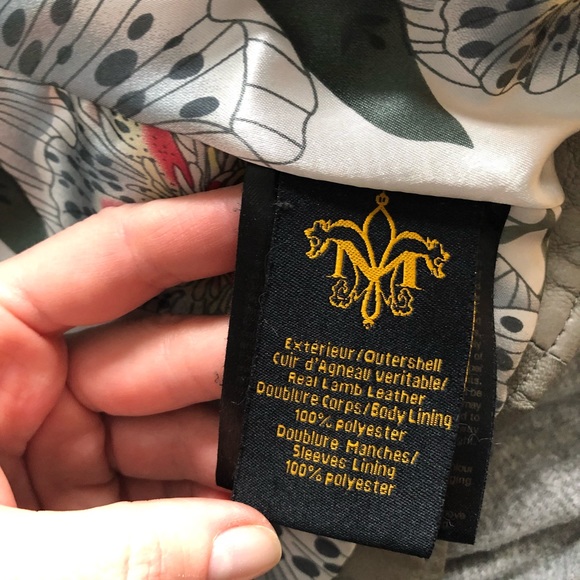 M
Extérieur/Outershell
Cuir d'Agneau veritable/
Real Lamb Leather
Doublure Corps/Body Lining
100% polyester
Doublure-Manches/
Sleeves Lining
100% polyester